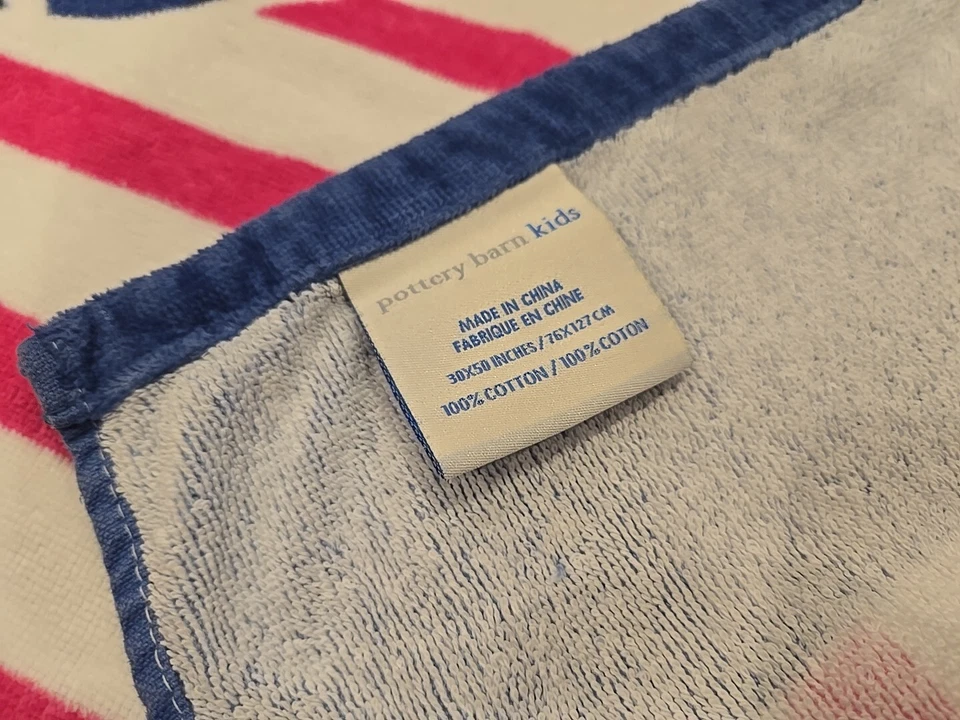 pottery barn kids
MADE IN CHINA
FABRIQUE EN CHINE
30X50 INCHES / 76X127 CM
100% COTTON / 100% COTON